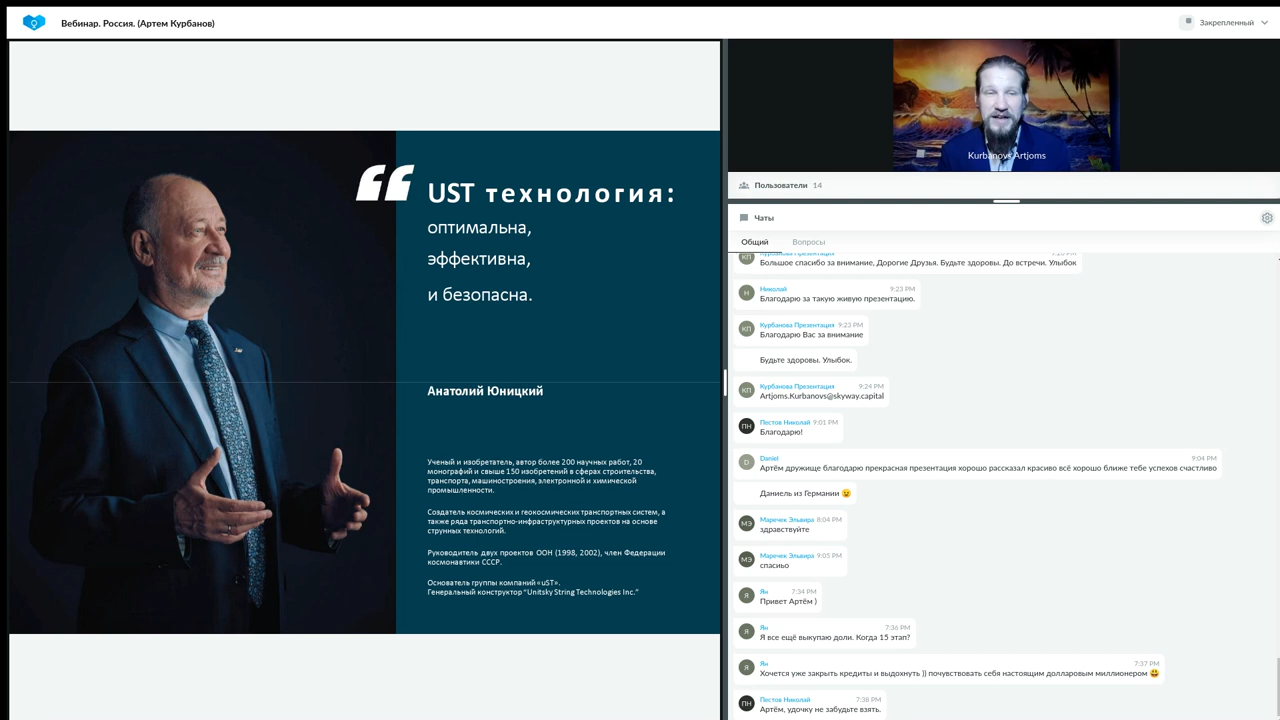 Вебинар. Россия. (Артем Курбанов)
Закрепленный
“
UST технология:
оптимальна,
эффективна,
и безопасна.
Анатолий Юницкий
Ученый и изобретатель, автор более 200 научных работ, 20
монографий и свыше 150 изобретений в сферах строительства,
транспорта, машиностроения, электронной и химической
промышленности.
Создатель космических и геокосмических транспортных систем, а
также ряда транспортно-инфраструктурных проектов на основе
струнных технологий.
Руководитель двух проектов ООН (1998, 2002), член Федерации
космонавтики СССР.
Основатель группы компаний «uST».
Генеральный конструктор "Unitsky String Technologies Inc."
Kurbanovs Artjoms
Пользователи 14
Чаты
Общий Вопросы
КП
Большое спасибо за внимание, Дорогие Друзья. Будьте здоровы. До встречи. Улыбок
Н Николай 9:23 PM
Благодарю за такую живую презентацию.
КП Курбанова Презентация 9:23 PM
Благодарю Вас за внимание
Будьте здоровы. Улыбок.
КП Курбанова Презентация 9:24 PM
Artjoms.Kurbanovs@skyway.capital
ПН Пестов Николай 9:01 PM
Благодарю!
D Daniel 9:04 PM
Артём дружище благодарю прекрасная презентация хорошо рассказал красиво всё хорошо ближе тебе успехов счастливо
Даниель из Германии 😉
МЭ Маречек Эльвира 8:04 PM
здравствуйте
МЭ Маречек Эльвира 9:05 PM
спасиьо
Я Ян 7:34 PM
Привет Артём )
Я Ян 7:36 PM
Я все ещё выкупаю доли. Когда 15 этап?
Я Ян 7:37 PM
Хочется уже закрыть кредиты и выдохнуть )) почувствовать себя настоящим долларовым миллионером 😃
ПН Пестов Николай 7:38 PM
Артём, удочку не забудьте взять.